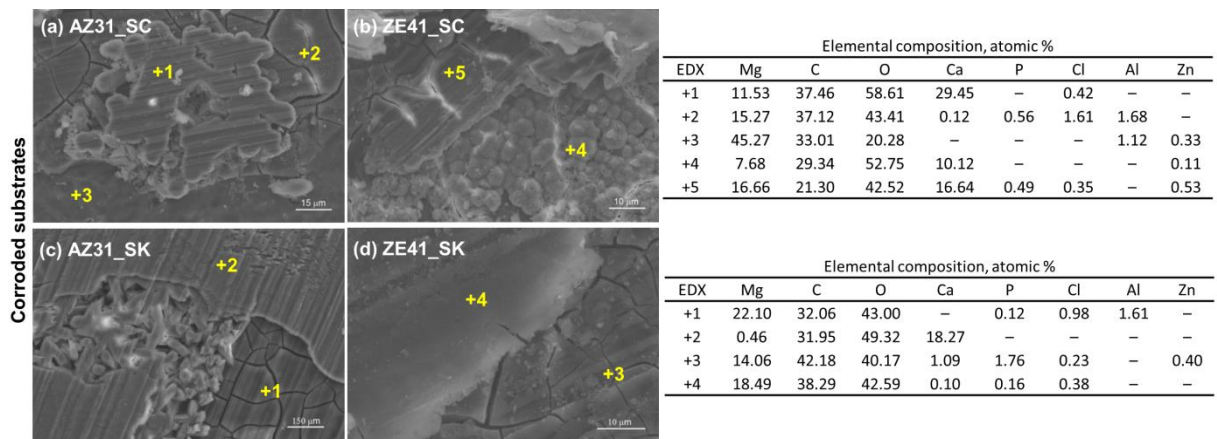 Corroded substrates
(a) AZ31_SC
+1
+2
+3
15 μm
(b) ZE41_SC
+5
+4
10 μm
(c) AZ31_SK
+2
+1
150 μm
(d) ZE41_SK
+4
+3
10 μm
Elemental composition, atomic %
EDX Mg C O Ca P Cl Al Zn
+1 11.53 37.46 58.61 29.45 – 0.42 – –
+2 15.27 37.12 43.41 0.12 0.56 1.61 1.68 –
+3 45.27 33.01 20.28 – – – 1.12 0.33
+4 7.68 29.34 52.75 10.12 – – – 0.11
+5 16.66 21.30 42.52 16.64 0.49 0.35 – 0.53
Elemental composition, atomic %
EDX Mg C O Ca P Cl Al Zn
+1 22.10 32.06 43.00 – 0.12 0.98 1.61 –
+2 0.46 31.95 49.32 18.27 – – – –
+3 14.06 42.18 40.17 1.09 1.76 0.23 – 0.40
+4 18.49 38.29 42.59 0.10 0.16 0.38 – –